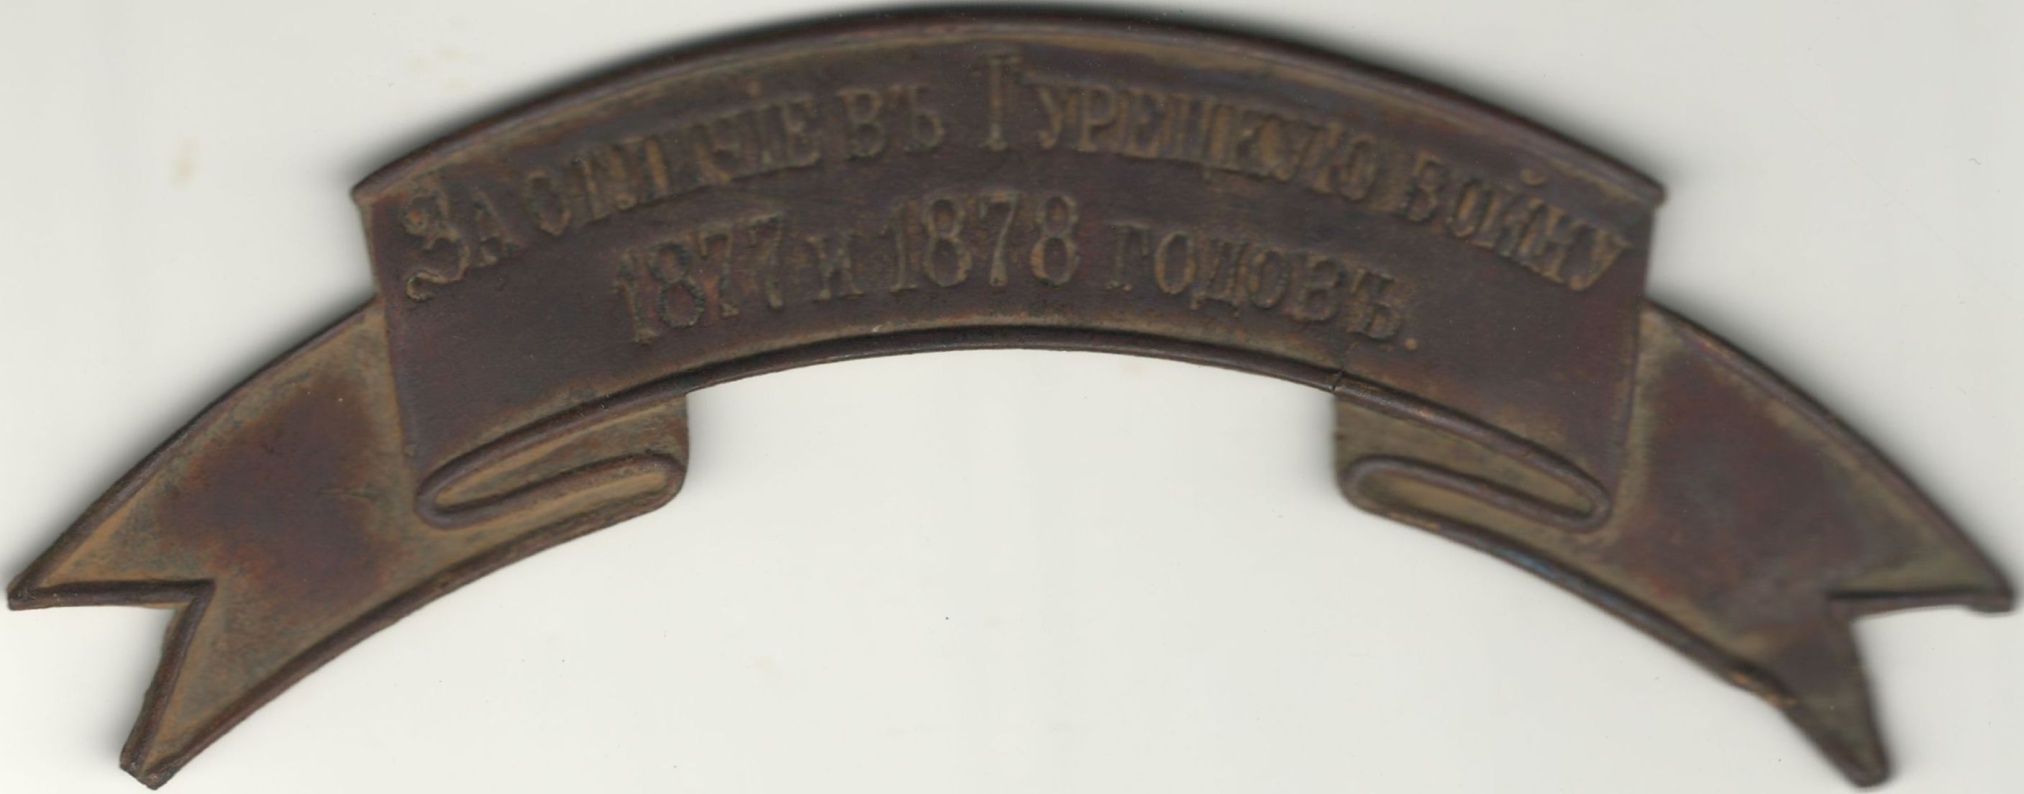 За отличіе въ Турецкую войну
1877 и 1878 годовъ.